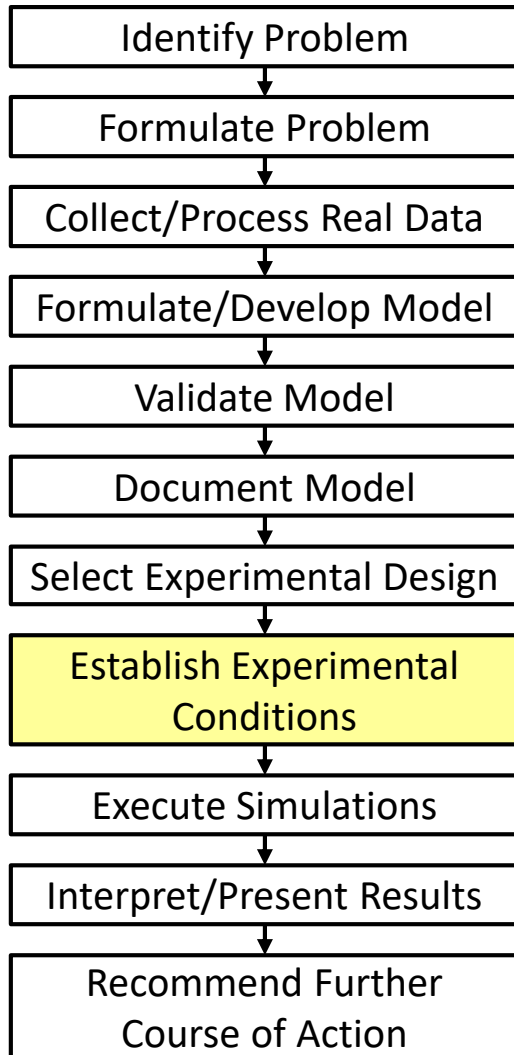 Identify Problem
Formulate Problem
Collect/Process Real Data
Formulate/Develop Model
Validate Model
Document Model
Select Experimental Design
Establish Experimental
Conditions
Execute Simulations
Interpret/Present Results
Recommend Further
Course of Action